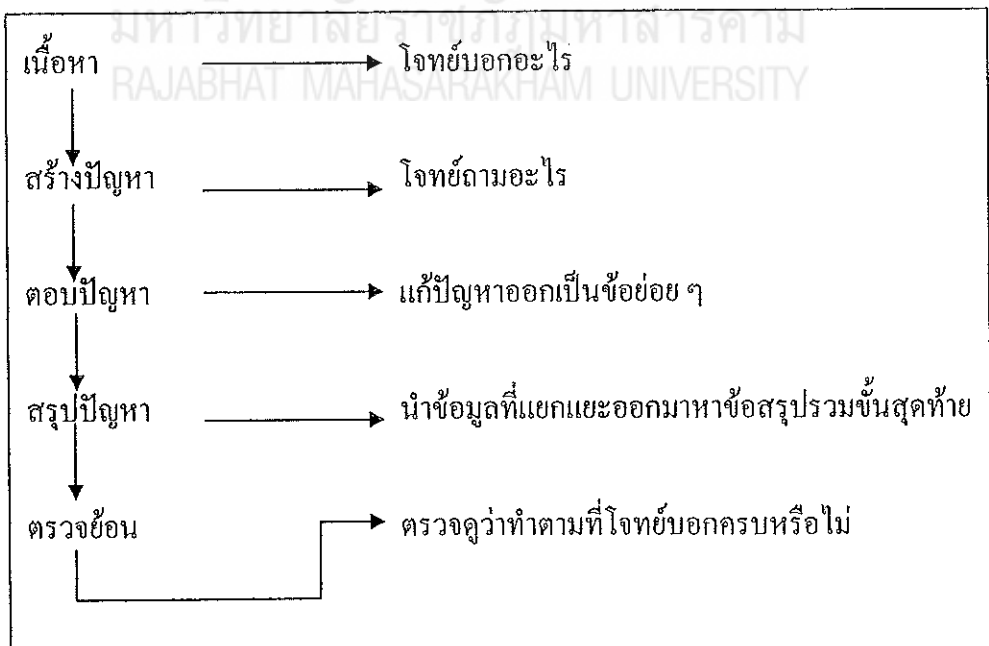 มหาวิทยาลัยราชภัฏมหาสารคาม
RAJABHAT MAHASARAKHAM UNIVERSITY
เนื้อหา โจทย์บอกอะไร
สร้างปัญหา โจทย์ถามอะไร
ตอบปัญหา แก้ปัญหาออกเป็นข้อย่อย ๆ
สรุปปัญหา นำข้อมูลที่แยกแยะออกมาหาข้อสรุปรวมขั้นสุดท้าย
ตรวจย้อน ตรวจดูว่าทำตามที่โจทย์บอกครบหรือไม่